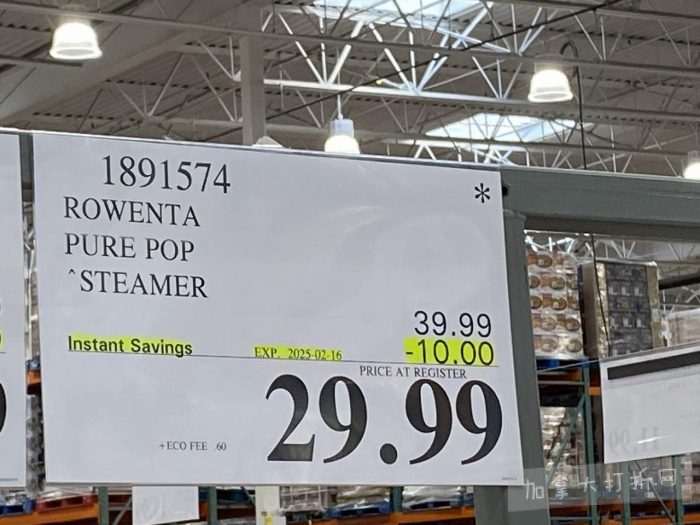 1891574
*
ROWENTA
PURE POP
^STEAMER
39.99
Instant Savings EXP. 2025-02-16 -10.00
PRICE AT REGISTER
29.99
+ECO FEE .60
加拿大打折网